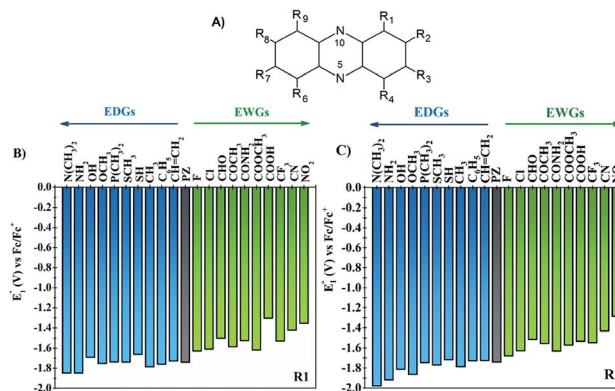 A)
R9
N
R1
R8
10
R2
5
R7
N
R3
R6
R4
EDGs
EWGs
B)
N(CH3)2
NH2
OH
OCH3
P(CH3)2
SCH3
SH
CH3
C2H5
CH=CH2
PZ
F
Cl
CHO
COCH3
CONH2
COOCH3
COOH
CF3
CN
NO2
E1° (V) vs Fc/Fc+
0.0
-0.2
-0.4
-0.6
-0.8
-1.0
-1.2
-1.4
-1.6
-1.8
-2.0
R1
EDGs
EWGs
C)
N(CH3)2
NH2
OH
OCH3
P(CH3)2
SCH3
SH
CH3
C2H5
CH=CH2
PZ
F
Cl
CHO
COCH3
CONH2
COOCH3
COOH
CF3
CN
E1° (V) vs Fc/Fc+
0.0
-0.2
-0.4
-0.6
-0.8
-1.0
-1.2
-1.4
-1.6
-1.8
-2.0
R